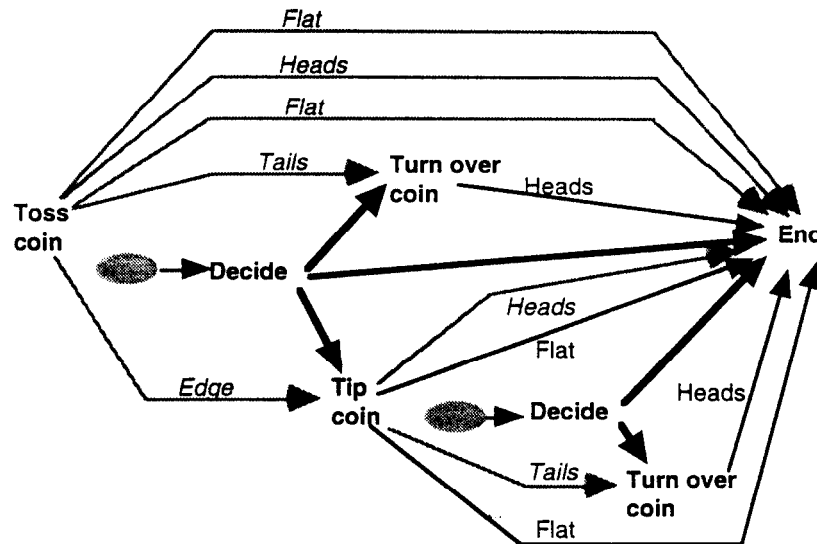 Flat
Heads
Flat
Tails
Turn over
coin
Heads
Toss
coin
End
Decide
Heads
Flat
Edge
Tip
coin
Decide
Heads
Tails
Turn over
coin
Flat